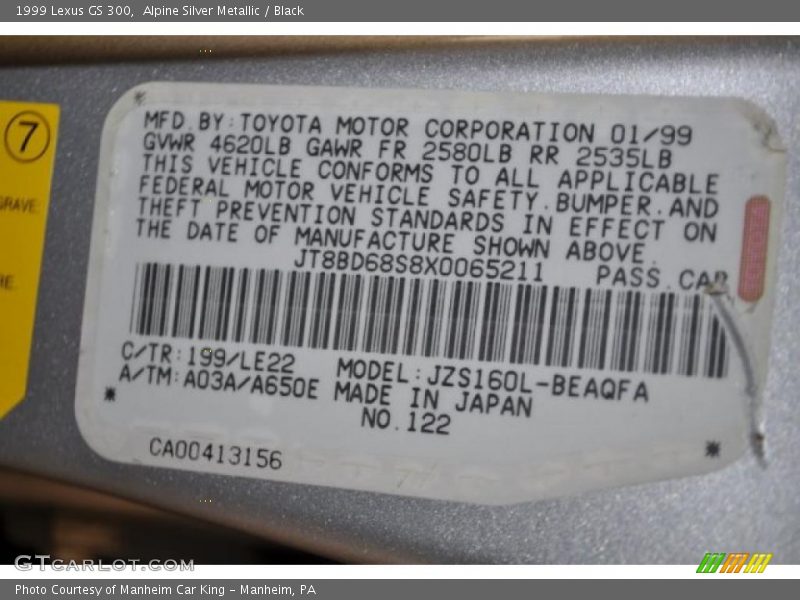 1999 Lexus GS 300,  Alpine Silver Metallic / Black
7
GRAVE
RE.
MFD.BY:TOYOTA MOTOR CORPORATION 01/99
GVWR 4620LB GAWR FR 2580LB RR 2535LB
THIS VEHICLE CONFORMS TO ALL APPLICABLE
FEDERAL MOTOR VEHICLE SAFETY.BUMPER.AND
THEFT PREVENTION STANDARDS IN EFFECT ON
THE DATE OF MANUFACTURE SHOWN ABOVE.
JT8BD68S8X0065211 PASS.CAR
C/TR:199/LE22 MODEL:JZS160L-BEAQFA
A/TM:A03A/A650E MADE IN JAPAN
NO.122
CA00413156
GTCARLOT.COM
Photo Courtesy of Manheim Car King - Manheim, PA